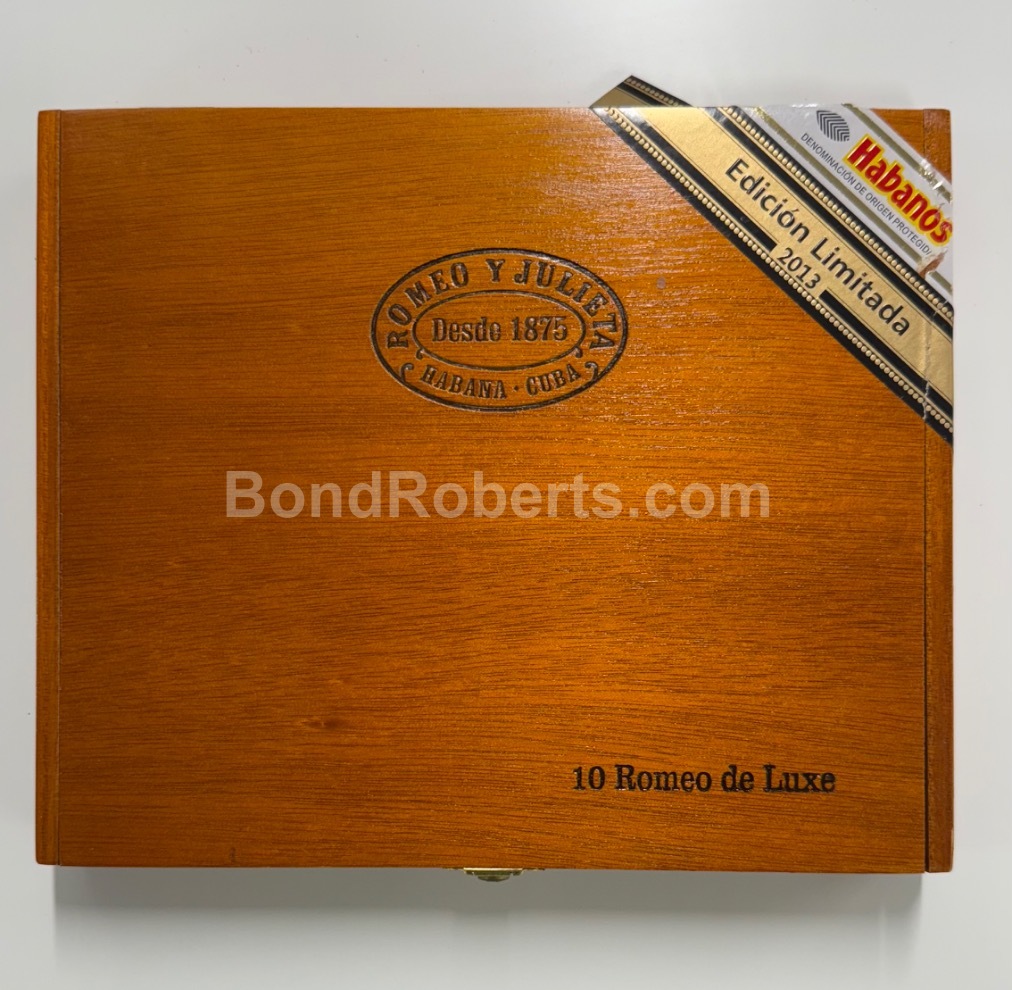 Habanos
DENOMINACIÓN DE ORIGEN PROTEGIDA
Edición Limitada
2013
ROMEO Y JULIETA
Desde 1875
HABANA · CUBA
BondRoberts.com
10 Romeo de Luxe